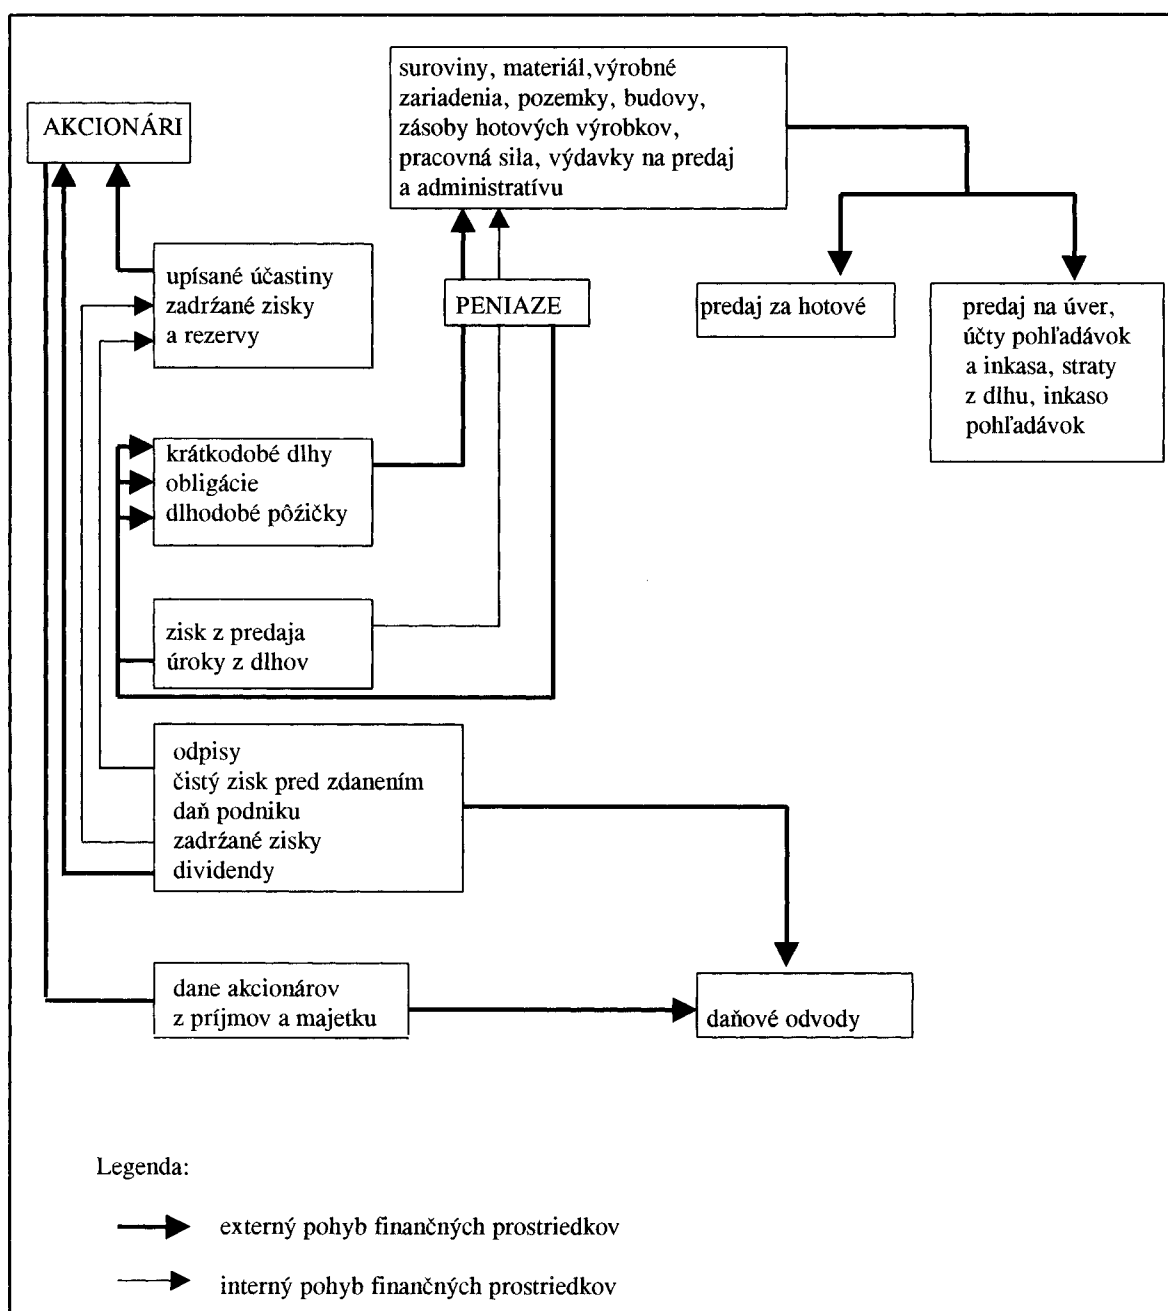 suroviny, materiál,výrobné
zariadenia, pozemky, budovy,
zásoby hotových výrobkov,
pracovná sila, výdavky na predaj
a administratívu
AKCIONÁRI
upísané účastiny
zadrźané zisky
a rezervy
PENIAZE
predaj za hotové
predaj na úver,
účty pohľadávok
a inkasa, straty
z dlhu, inkaso
pohľadávok
krátkodobé dlhy
obligácie
dlhodobé pôźičky
zisk z predaja
úroky z dlhov
odpisy
čistý zisk pred zdanením
daň podniku
zadrźané zisky
dividendy
dane akcionárov
z príjmov a majetku
daňové odvody
Legenda:
externý pohyb finančných prostriedkov
interný pohyb finančných prostriedkov